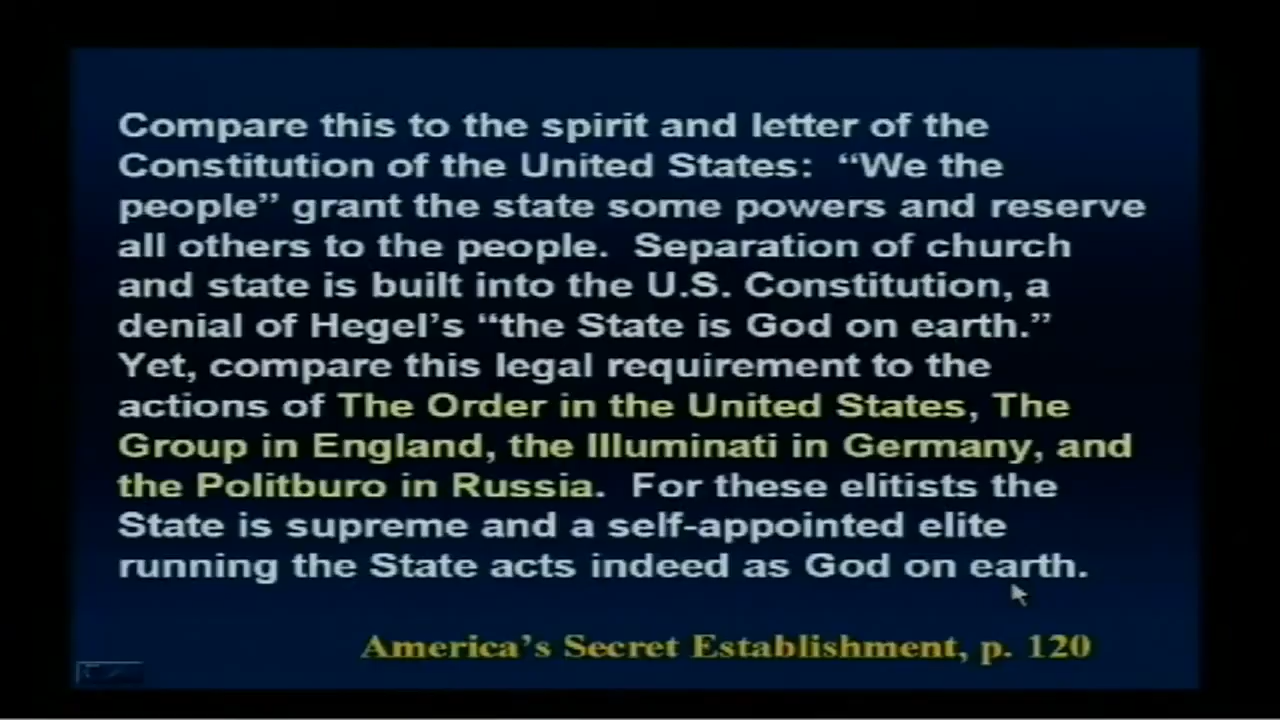 Compare this to the spirit and letter of the
Constitution of the United States:  “We the
people” grant the state some powers and reserve
all others to the people.  Separation of church
and state is built into the U.S. Constitution, a
denial of Hegel’s “the State is God on earth.”
Yet, compare this legal requirement to the
actions of The Order in the United States, The
Group in England, the Illuminati in Germany, and
the Politburo in Russia.  For these elitists the
State is supreme and a self-appointed elite
running the State acts indeed as God on earth.
America’s Secret Establishment, p. 120